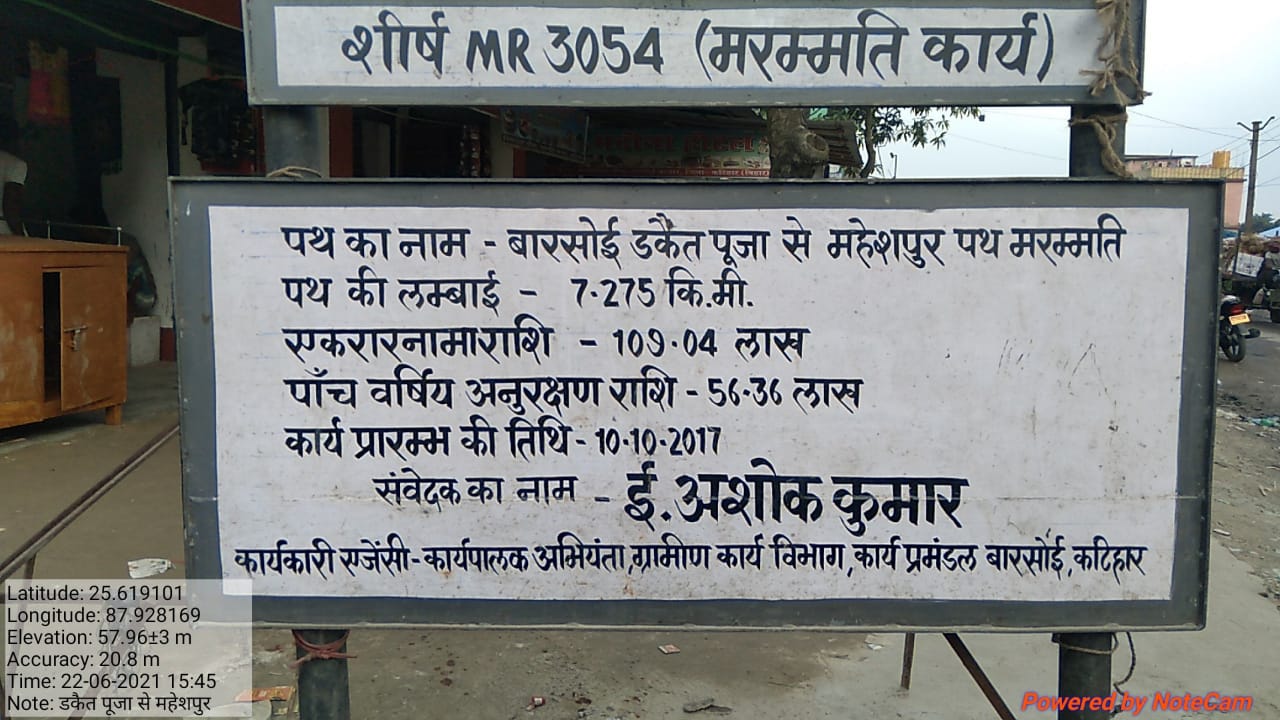 शीर्ष MR 3054 (मरम्मति कार्य)
पथ का नाम - बारसोई डकैत पूजा से महेशपुर पथ मरम्मति
पथ की लम्बाई - 7.275 कि.मी.
एकरारनामा राशि - 109.04 लाख
पाँच वर्षिय अनुरक्षण राशि - 56.36 लाख
कार्य प्रारम्भ की तिथि - 10.10.2017
संवेदक का नाम - ई. अशोक कुमार
कार्यकारी एजेंसी - कार्यपालक अभियंता, ग्रामीण कार्य विभाग, कार्य प्रमंडल बारसोई, कटिहार
Latitude: 25.619101
Longitude: 87.928169
Elevation: 57.96±3 m
Accuracy: 20.8 m
Time: 22-06-2021 15:45
Note: डकैत पूजा से महेशपुर
Powered by NoteCam